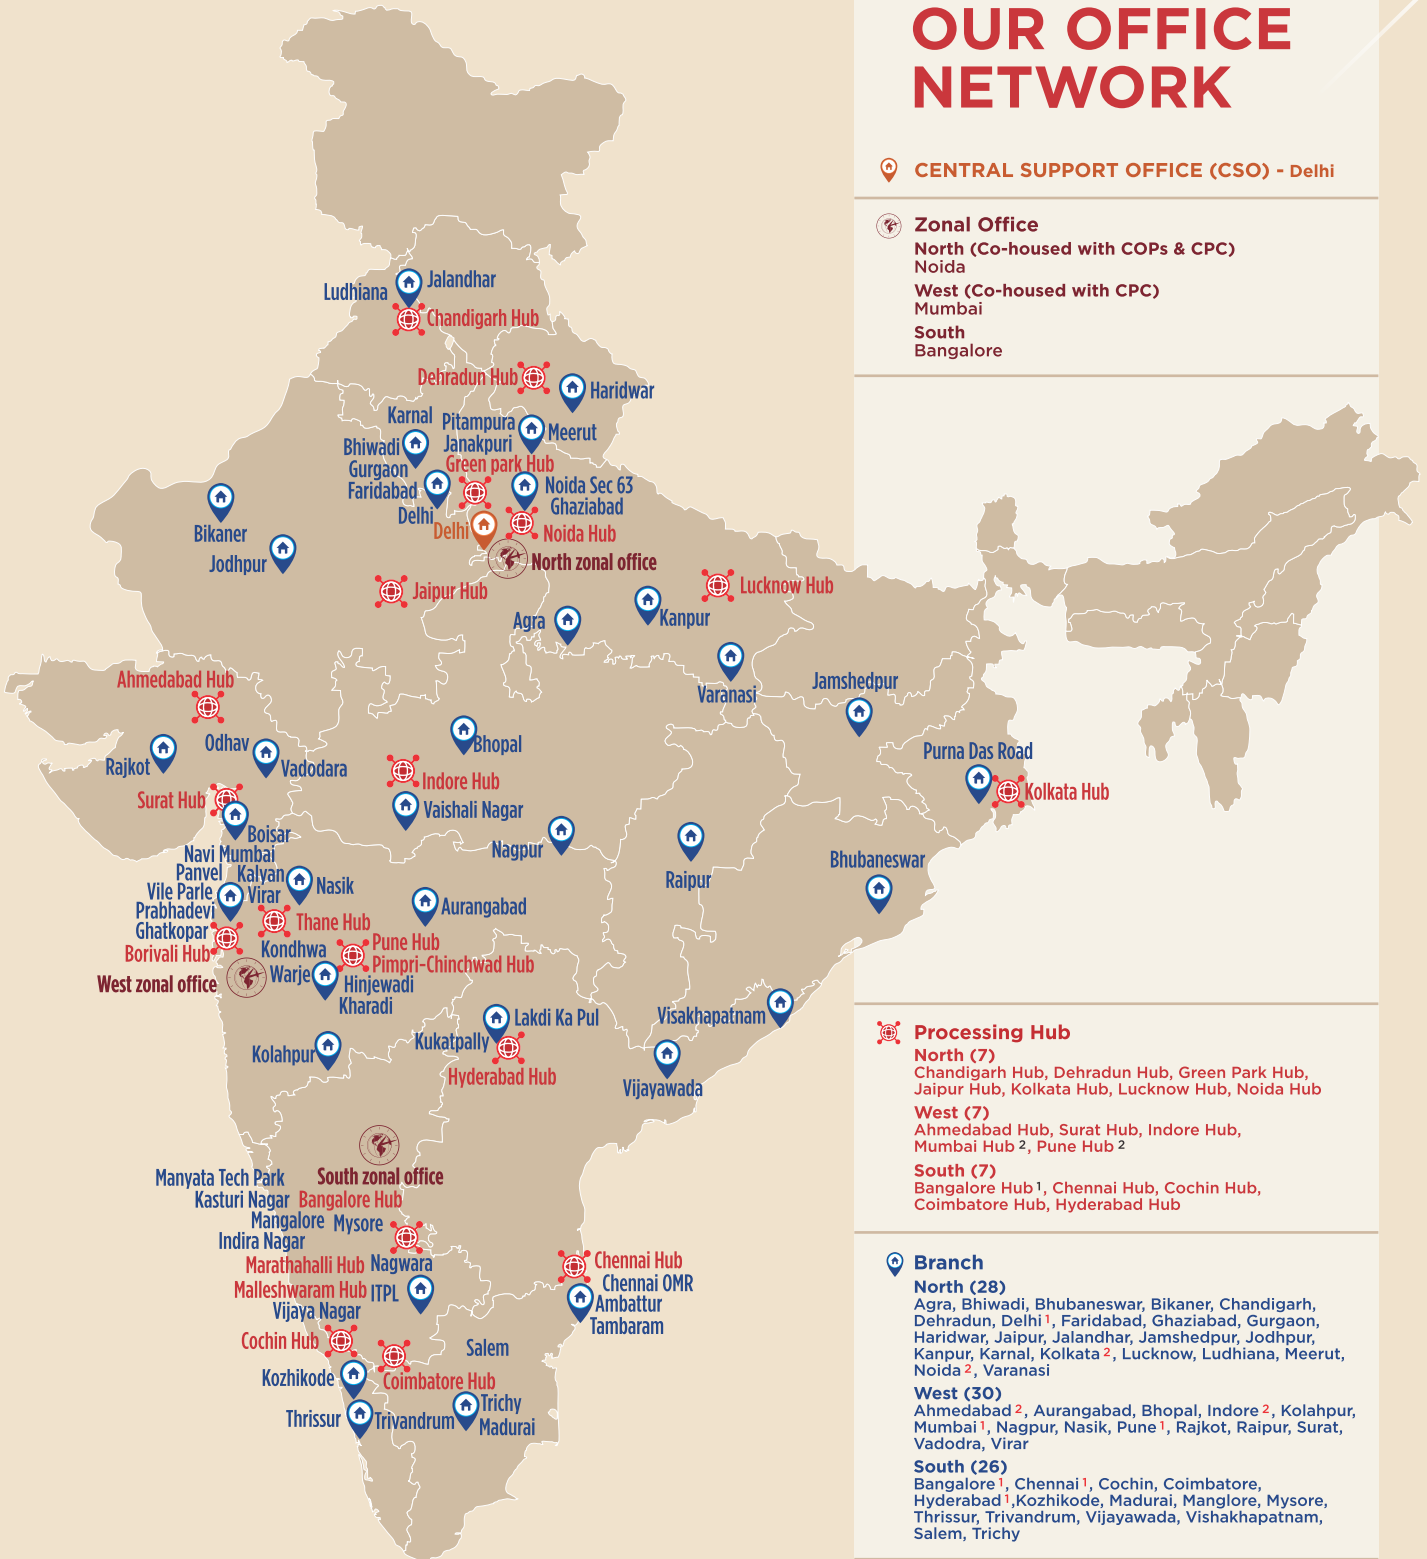 OUR OFFICE
NETWORK
CENTRAL SUPPORT OFFICE (CSO) - Delhi
Zonal Office
North (Co-housed with COPs & CPC)
Noida
West (Co-housed with CPC)
Mumbai
South
Bangalore
Jalandhar
Ludhiana
Chandigarh Hub
Dehradun Hub
Haridwar
Karnal
Pitampura
Janakpuri
Meerut
Bhiwadi
Gurgaon
Faridabad
Green park Hub
Noida Sec 63
Ghaziabad
Delhi
Delhi
Noida Hub
North zonal office
Bikaner
Jodhpur
Jaipur Hub
Lucknow Hub
Agra
Kanpur
Varanasi
Jamshedpur
Ahmedabad Hub
Odhav
Rajkot
Vadodara
Bhopal
Indore Hub
Vaishali Nagar
Purna Das Road
Kolkata Hub
Surat Hub
Boisar
Nagpur
Raipur
Bhubaneswar
Navi Mumbai
Panvel
Kalyan
Vile Parle
Virar
Prabhadevi
Ghatkopar
Borivali Hub
Nasik
Aurangabad
Thane Hub
Kondhwa
Pune Hub
Pimpri-Chinchwad Hub
West zonal office
Warje
Hinjewadi
Kharadi
Kolhapur
Lakdi Ka Pul
Kukatpally
Hyderabad Hub
Visakhapatnam
Vijayawada
South zonal office
Manyata Tech Park
Kasturi Nagar
Bangalore Hub
Mangalore
Mysore
Indira Nagar
Marathahalli Hub
Nagwara
Malleshwaram Hub
ITPL
Vijaya Nagar
Chennai Hub
Chennai OMR
Ambattur
Tambaram
Cochin Hub
Salem
Kozhikode
Coimbatore Hub
Thrissur
Trivandrum
Trichy
Madurai
Processing Hub
North (7)
Chandigarh Hub, Dehradun Hub, Green Park Hub,
Jaipur Hub, Kolkata Hub, Lucknow Hub, Noida Hub
West (7)
Ahmedabad Hub, Surat Hub, Indore Hub,
Mumbai Hub 2, Pune Hub 2
South (7)
Bangalore Hub 1, Chennai Hub, Cochin Hub,
Coimbatore Hub, Hyderabad Hub
Branch
North (28)
Agra, Bhiwadi, Bhubaneswar, Bikaner, Chandigarh,
Dehradun, Delhi 1, Faridabad, Ghaziabad, Gurgaon,
Haridwar, Jaipur, Jalandhar, Jamshedpur, Jodhpur,
Kanpur, Karnal, Kolkata 2, Lucknow, Ludhiana, Meerut,
Noida 2, Varanasi
West (30)
Ahmedabad 2, Aurangabad, Bhopal, Indore 2, Kolahpur,
Mumbai 1, Nagpur, Nasik, Pune 1, Rajkot, Raipur, Surat,
Vadodra, Virar
South (26)
Bangalore 1, Chennai 1, Cochin, Coimbatore,
Hyderabad 1,Kozhikode, Madurai, Manglore, Mysore,
Thrissur, Trivandrum, Vijayawada, Vishakhapatnam,
Salem, Trichy